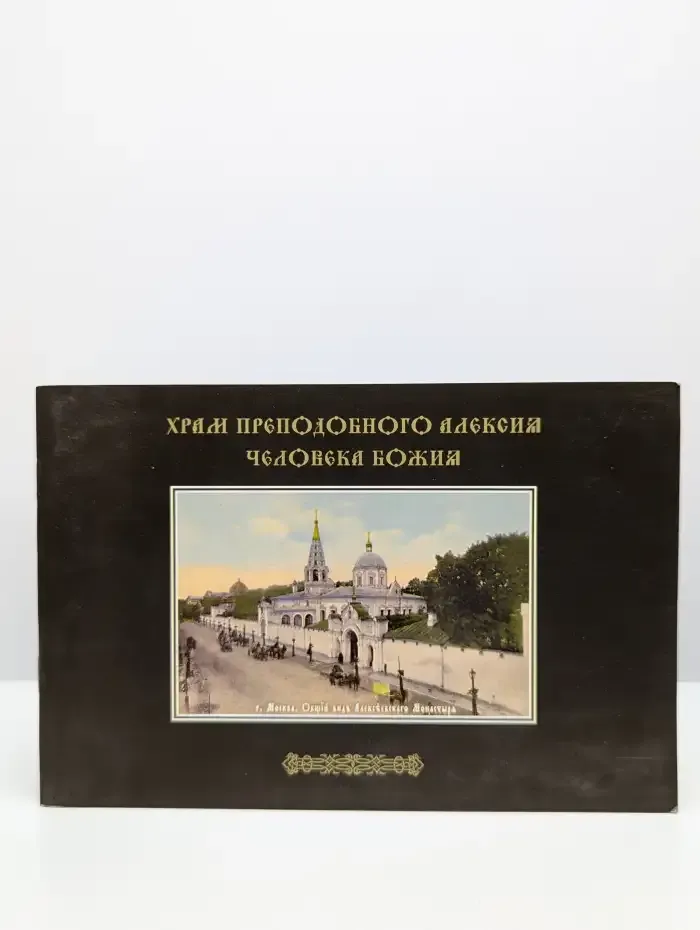 ХРАМ ПРЕПОДОБНОГО АЛЕКСИЯ
ЧЕЛОВЕКА БОЖИЯ
г. Москва. Общій видъ Алексѣевскаго Монастыря